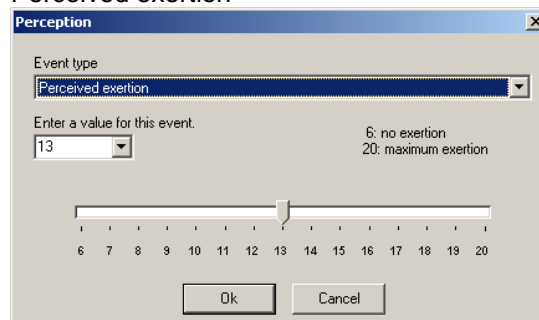 Perceived exertion
Perception
Event type
Perceived exertion
Enter a value for this event.
13
6: no exertion
20: maximum exertion
6 7 8 9 10 11 12 13 14 15 16 17 18 19 20
Ok Cancel